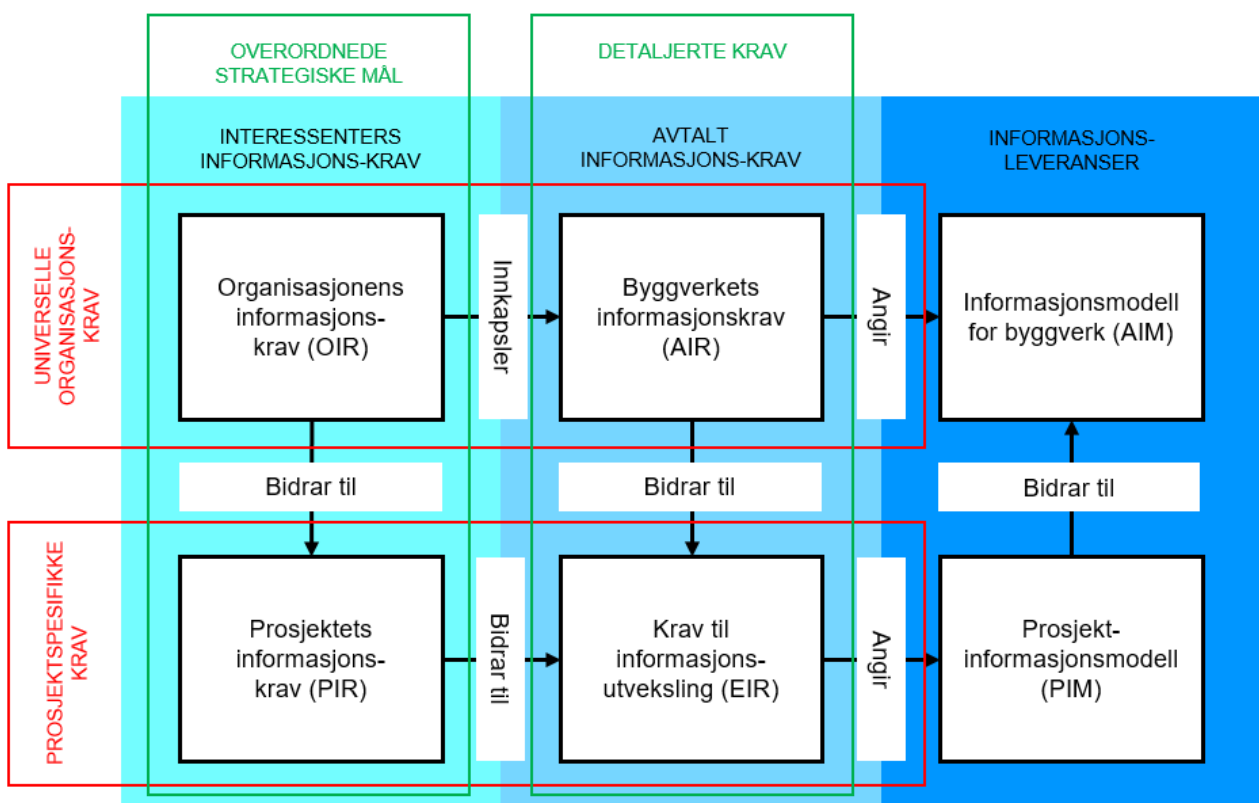 OVERORDNEDE
STRATEGISKE MÅL
DETALJERTE KRAV
INTERESSENTERS
INFORMASJONS-KRAV
AVTALT
INFORMASJONS-KRAV
INFORMASJONS-
LEVERANSER
UNIVERSELLE
ORGANISASJONS-
KRAV
Organisasjonens
informasjons-
krav (OIR)
Innkapsler
Byggverkets
informasjonskrav
(AIR)
Angir
Informasjonsmodell
for byggverk (AIM)
Bidrar til
Bidrar til
Bidrar til
PROSJEKTSPESIFIKKE
KRAV
Prosjektets
informasjons-
krav (PIR)
Bidrar til
Krav til
informasjons-
utveksling (EIR)
Angir
Prosjekt-
informasjonsmodell
(PIM)